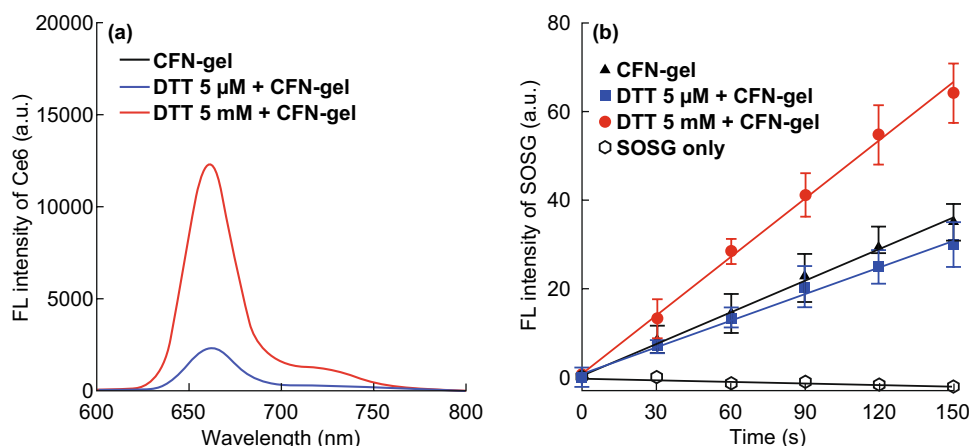 (a)
CFN-gel
DTT 5 µM + CFN-gel
DTT 5 mM + CFN-gel
FL intensity of Ce6 (a.u.)
20000
15000
10000
5000
0
600 650 700 750 800
Wavelength (nm)
(b)
CFN-gel
DTT 5 µM + CFN-gel
DTT 5 mM + CFN-gel
SOSG only
FL intensity of SOSG (a.u.)
80
60
40
20
0
0 30 60 90 120 150
Time (s)